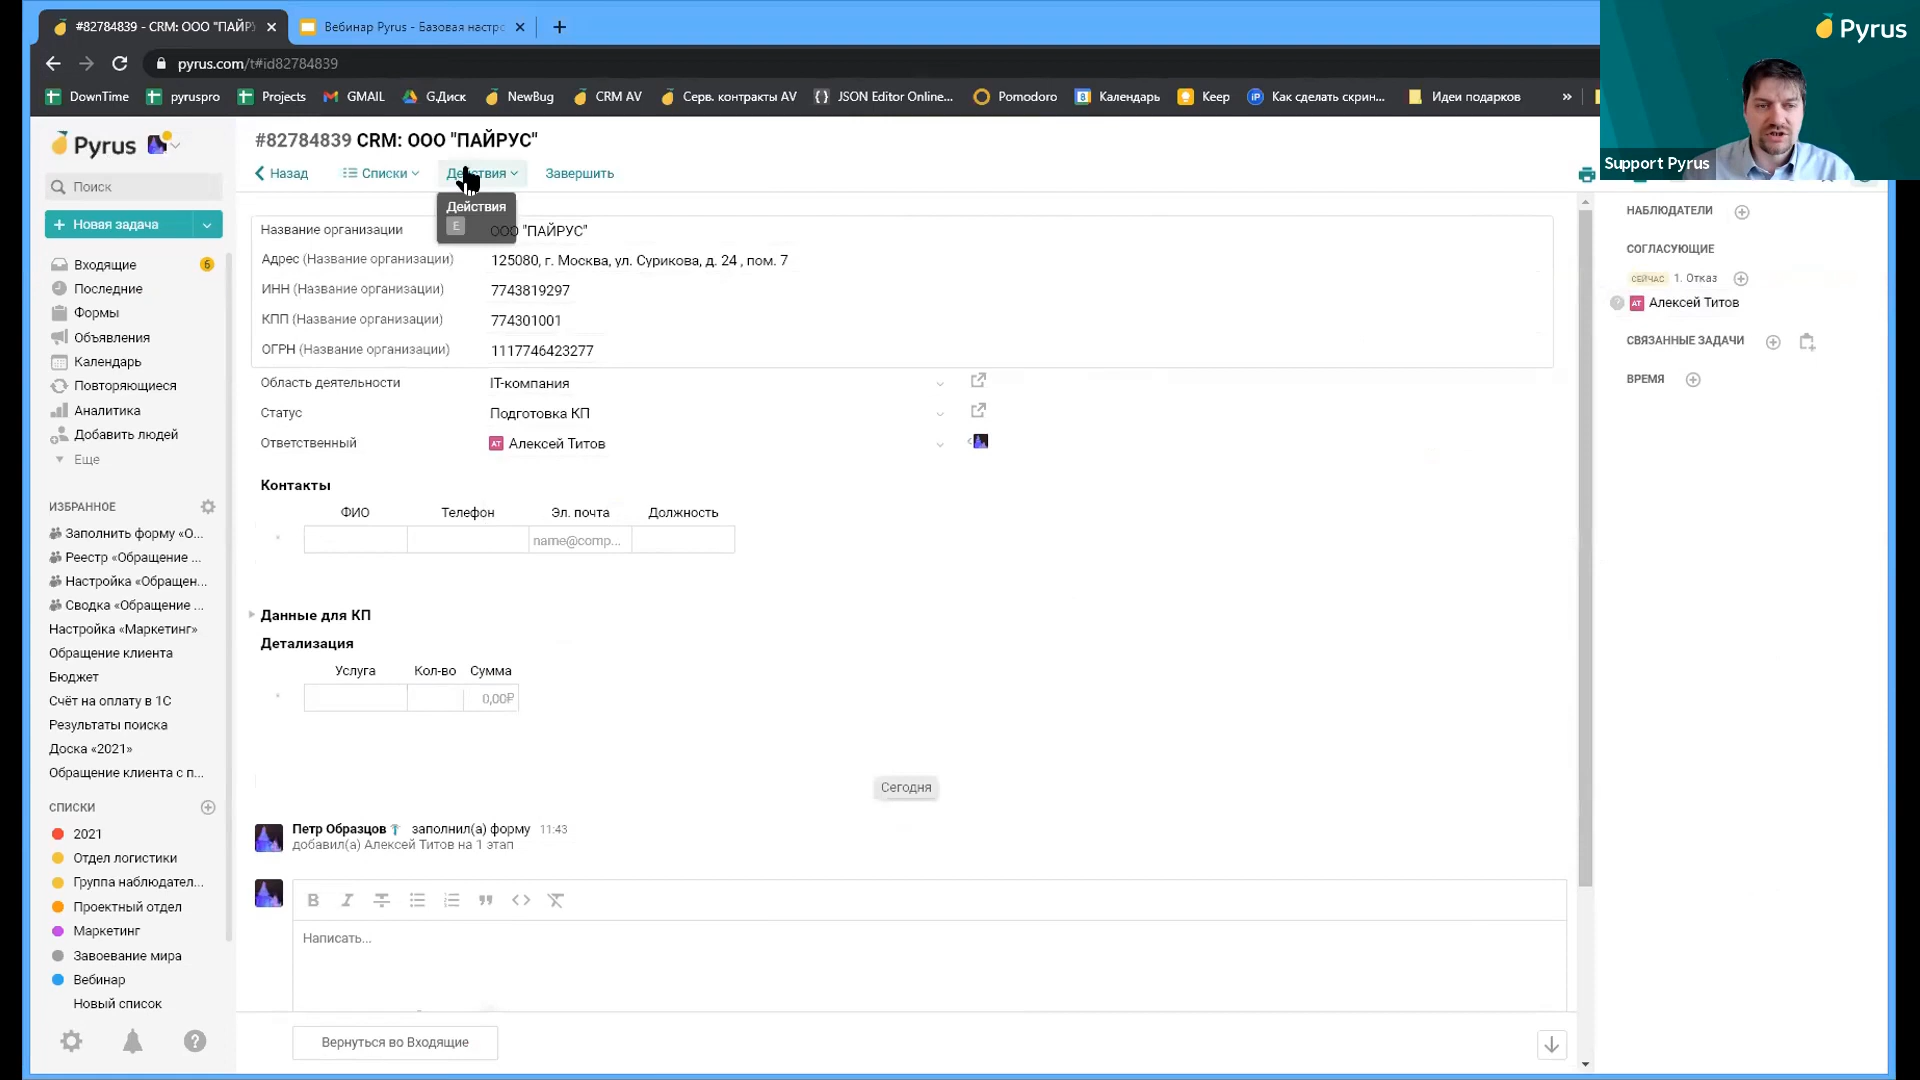 #82784839 - CRM: ООО "ПАЙР
Вебинар Pyrus - Базовая настро
pyrus.com/t#id82784839
DownTime
pyruspro
Projects
GMAIL
G.Диск
NewBug
CRM AV
Серв. контракты AV
JSON Editor Online...
Pomodoro
Календарь
Keep
Как сделать скрин...
Идеи подарков
»
Pyrus
Support Pyrus
Pyrus
Поиск
+ Новая задача
Входящие 6
Последние
Формы
Объявления
Календарь
Повторяющиеся
Аналитика
Добавить людей
Еще
ИЗБРАННОЕ
Заполнить форму «О...
Реестр «Обращение ...
Настройка «Обращен...
Сводка «Обращение ...
Настройка «Маркетинг»
Обращение клиента
Бюджет
Счёт на оплату в 1С
Результаты поиска
Доска «2021»
Обращение клиента с п...
СПИСКИ
2021
Отдел логистики
Группа наблюдател...
Проектный отдел
Маркетинг
Завоевание мира
Вебинар
Новый список
#82784839 CRM: ООО "ПАЙРУС"
Назад
Списки
Действия
Завершить
Действия
E
Название организации
ООО "ПАЙРУС"
Адрес (Название организации)
125080, г. Москва, ул. Сурикова, д. 24 , пом. 7
ИНН (Название организации)
7743819297
КПП (Название организации)
774301001
ОГРН (Название организации)
1117746423277
Область деятельности
IT-компания
Статус
Подготовка КП
Ответственный
АТ Алексей Титов
Контакты
ФИО Телефон Эл. почта Должность
name@comp...
Данные для КП
Детализация
Услуга Кол-во Сумма
0,00₽
Сегодня
Петр Образцов заполнил(а) форму 11:43
добавил(а) Алексей Титов на 1 этап
Написать...
Вернуться во Входящие
НАБЛЮДАТЕЛИ
СОГЛАСУЮЩИЕ
СЕЙЧАС 1. Отказ
АТ Алексей Титов
СВЯЗАННЫЕ ЗАДАЧИ
ВРЕМЯ